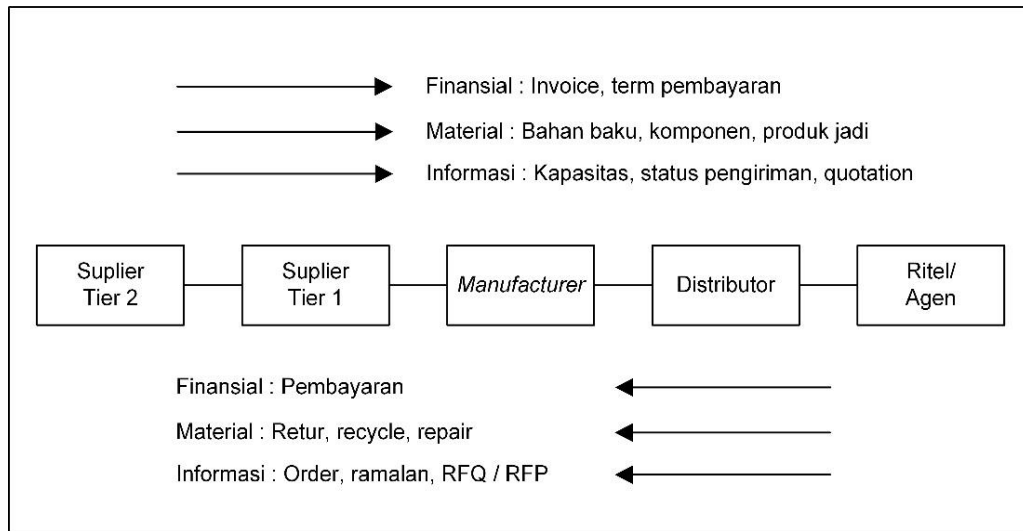 Finansial : Invoice, term pembayaran
Material : Bahan baku, komponen, produk jadi
Informasi : Kapasitas, status pengiriman, quotation
Suplier
Tier 2
Suplier
Tier 1
Manufacturer
Distributor
Ritel/
Agen
Finansial : Pembayaran
Material : Retur, recycle, repair
Informasi : Order, ramalan, RFQ / RFP